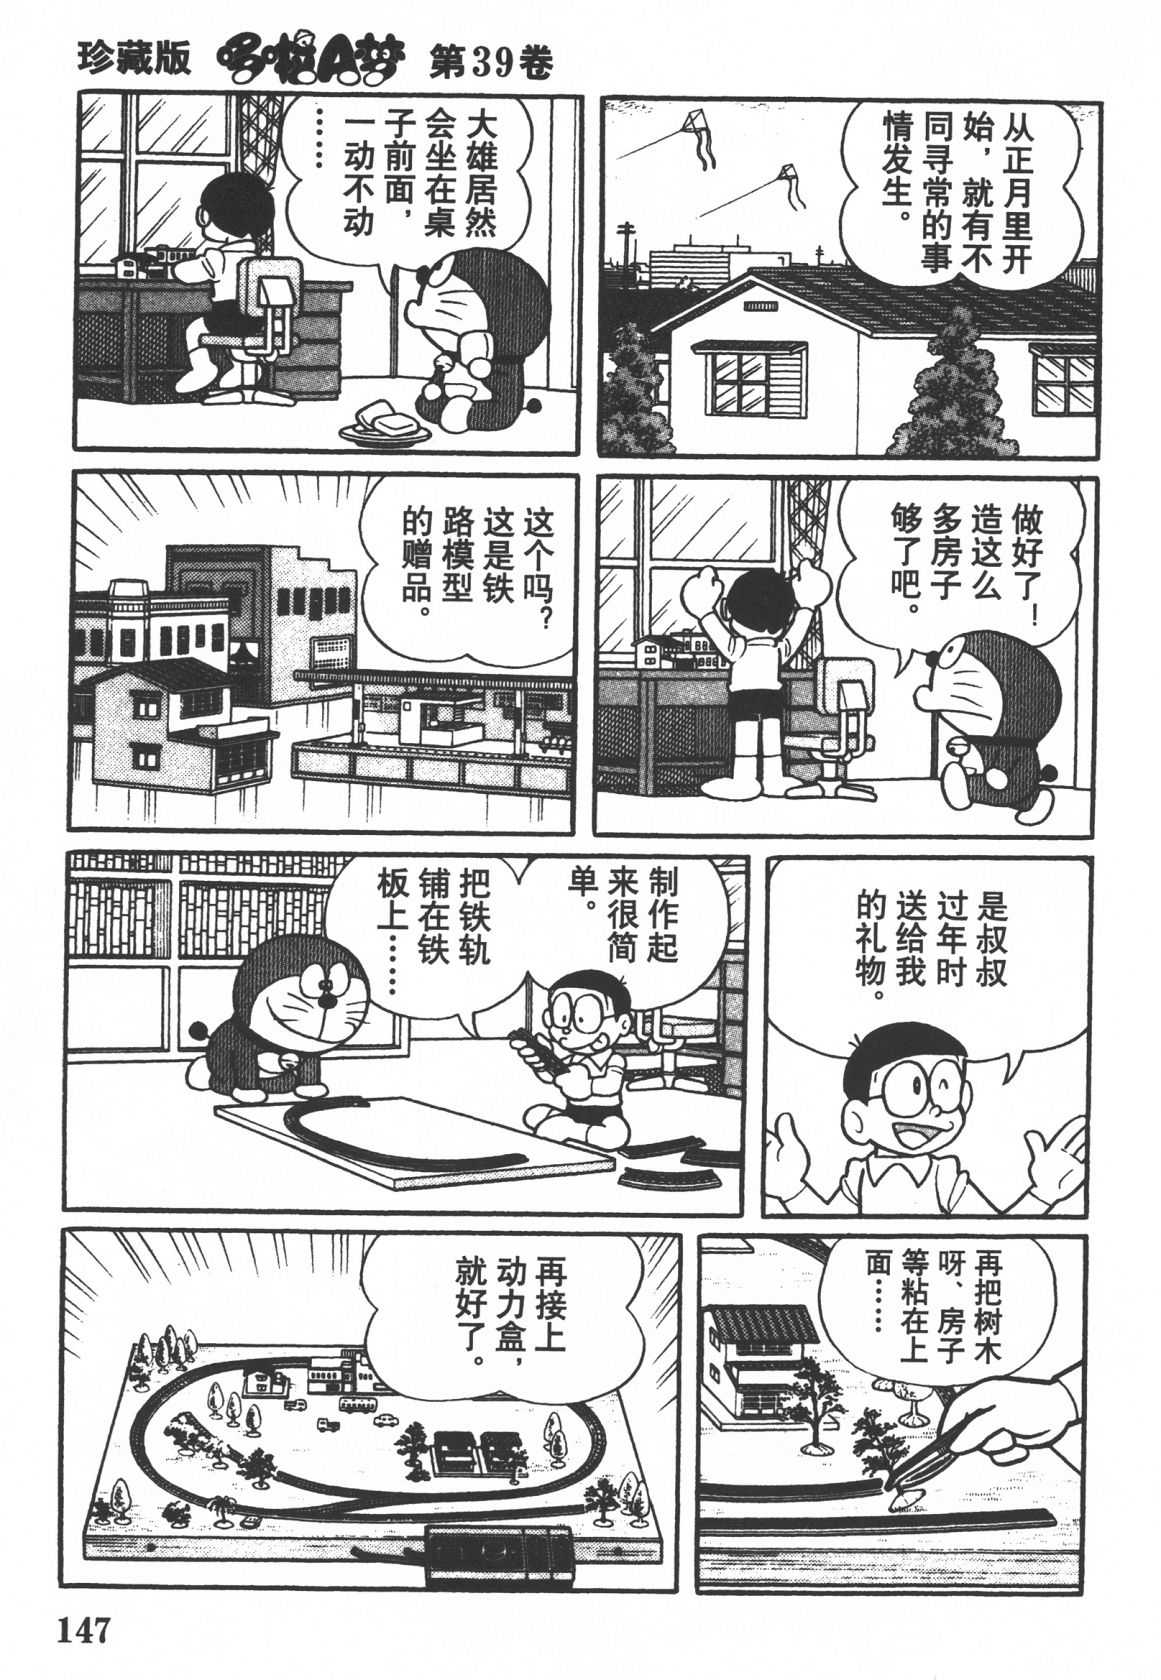 珍藏版 哆啦A梦 第39卷
从正月里开
始，就有不
同寻常的事
情发生。
大雄居然
会坐在桌
子前面，
一动不动
……
做好了！
造这么
多房子
够了吧。
这个吗？
这是铁
路模型
的赠品。
是叔叔
过年时
送给我
的礼物。
制作起
来很简
单。
把铁轨
铺在铁
板上……
再把树木
呀、房子
等粘在上
面……
再接上
动力盒，
就好了。
147